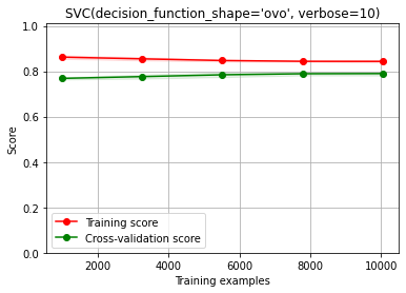 SVC(decision_function_shape='ovo', verbose=10)
1.0
0.8
0.6
0.4
0.2
0.0
Score
Training score
Cross-validation score
2000 4000 6000 8000 10000
Training examples